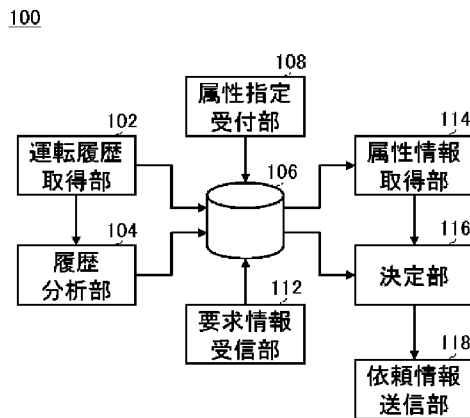 100
108
属性指定
受付部
102
運転履歴
取得部
106
114
属性情報
取得部
104
履歴
分析部
116
決定部
112
要求情報
受信部
118
依頼情報
送信部